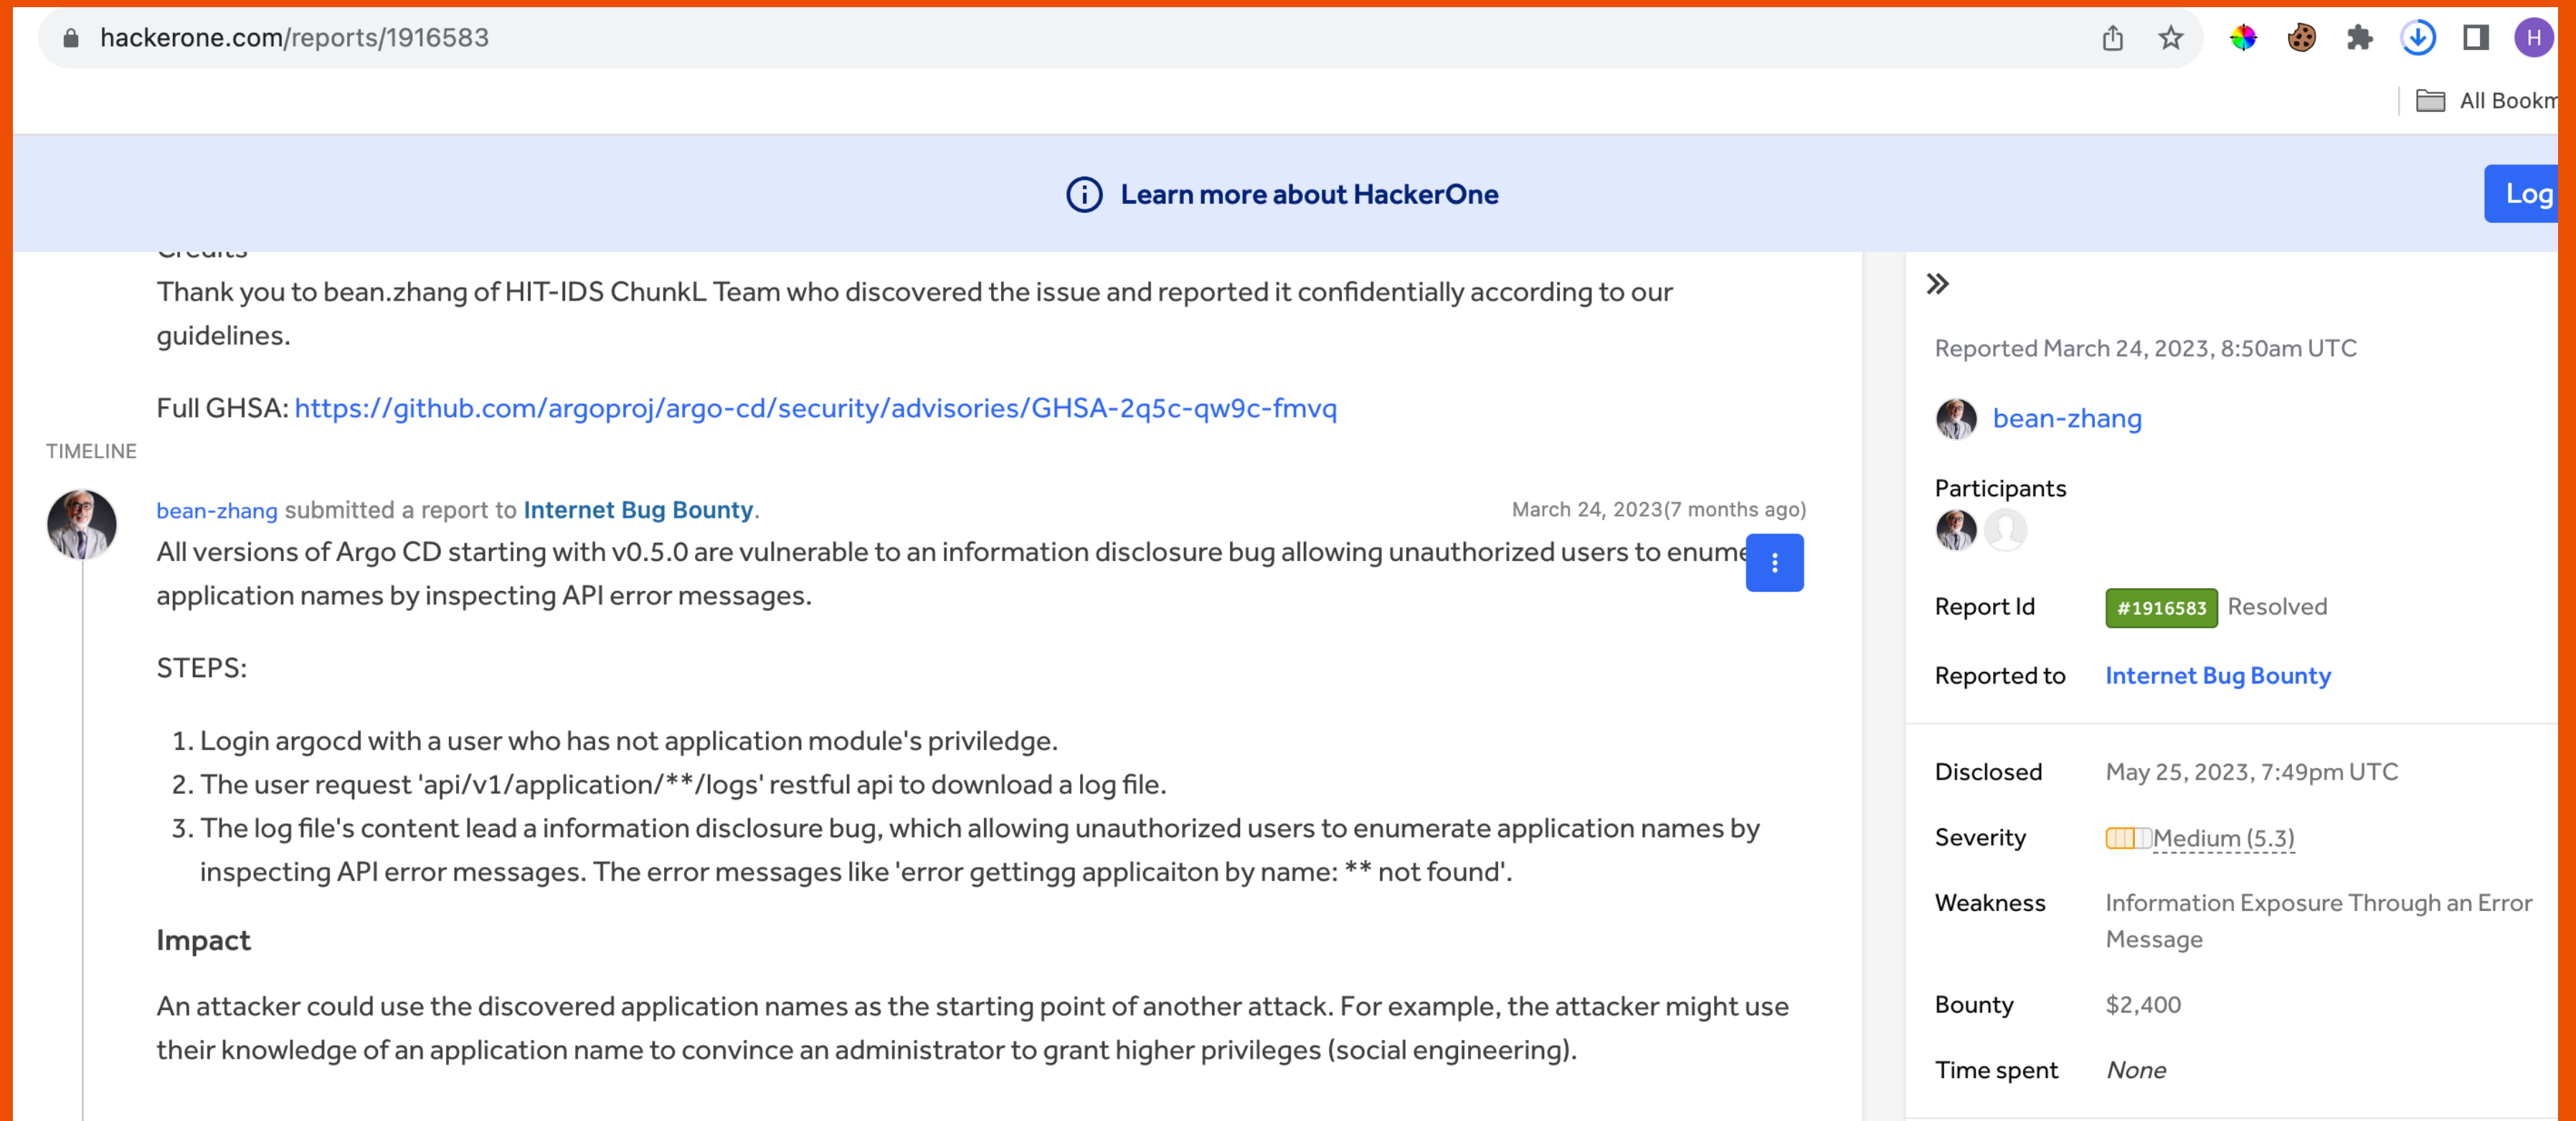 hackerone.com/reports/1916583
H
All Bookm
Learn more about HackerOne
Log
Credits
Thank you to bean.zhang of HIT-IDS ChunkL Team who discovered the issue and reported it confidentially according to our
guidelines.
Full GHSA: https://github.com/argoproj/argo-cd/security/advisories/GHSA-2q5c-qw9c-fmvq
TIMELINE
bean-zhang submitted a report to Internet Bug Bounty.
March 24, 2023(7 months ago)
All versions of Argo CD starting with v0.5.0 are vulnerable to an information disclosure bug allowing unauthorized users to enume
application names by inspecting API error messages.
STEPS:
1. Login argocd with a user who has not application module's priviledge.
2. The user request 'api/v1/application/**/logs' restful api to download a log file.
3. The log file's content lead a information disclosure bug, which allowing unauthorized users to enumerate application names by
inspecting API error messages. The error messages like 'error gettingg applicaiton by name: ** not found'.
Impact
An attacker could use the discovered application names as the starting point of another attack. For example, the attacker might use
their knowledge of an application name to convince an administrator to grant higher privileges (social engineering).
Reported March 24, 2023, 8:50am UTC
bean-zhang
Participants
Report Id #1916583 Resolved
Reported to Internet Bug Bounty
Disclosed May 25, 2023, 7:49pm UTC
Severity Medium (5.3)
Weakness Information Exposure Through an Error
Message
Bounty $2,400
Time spent None